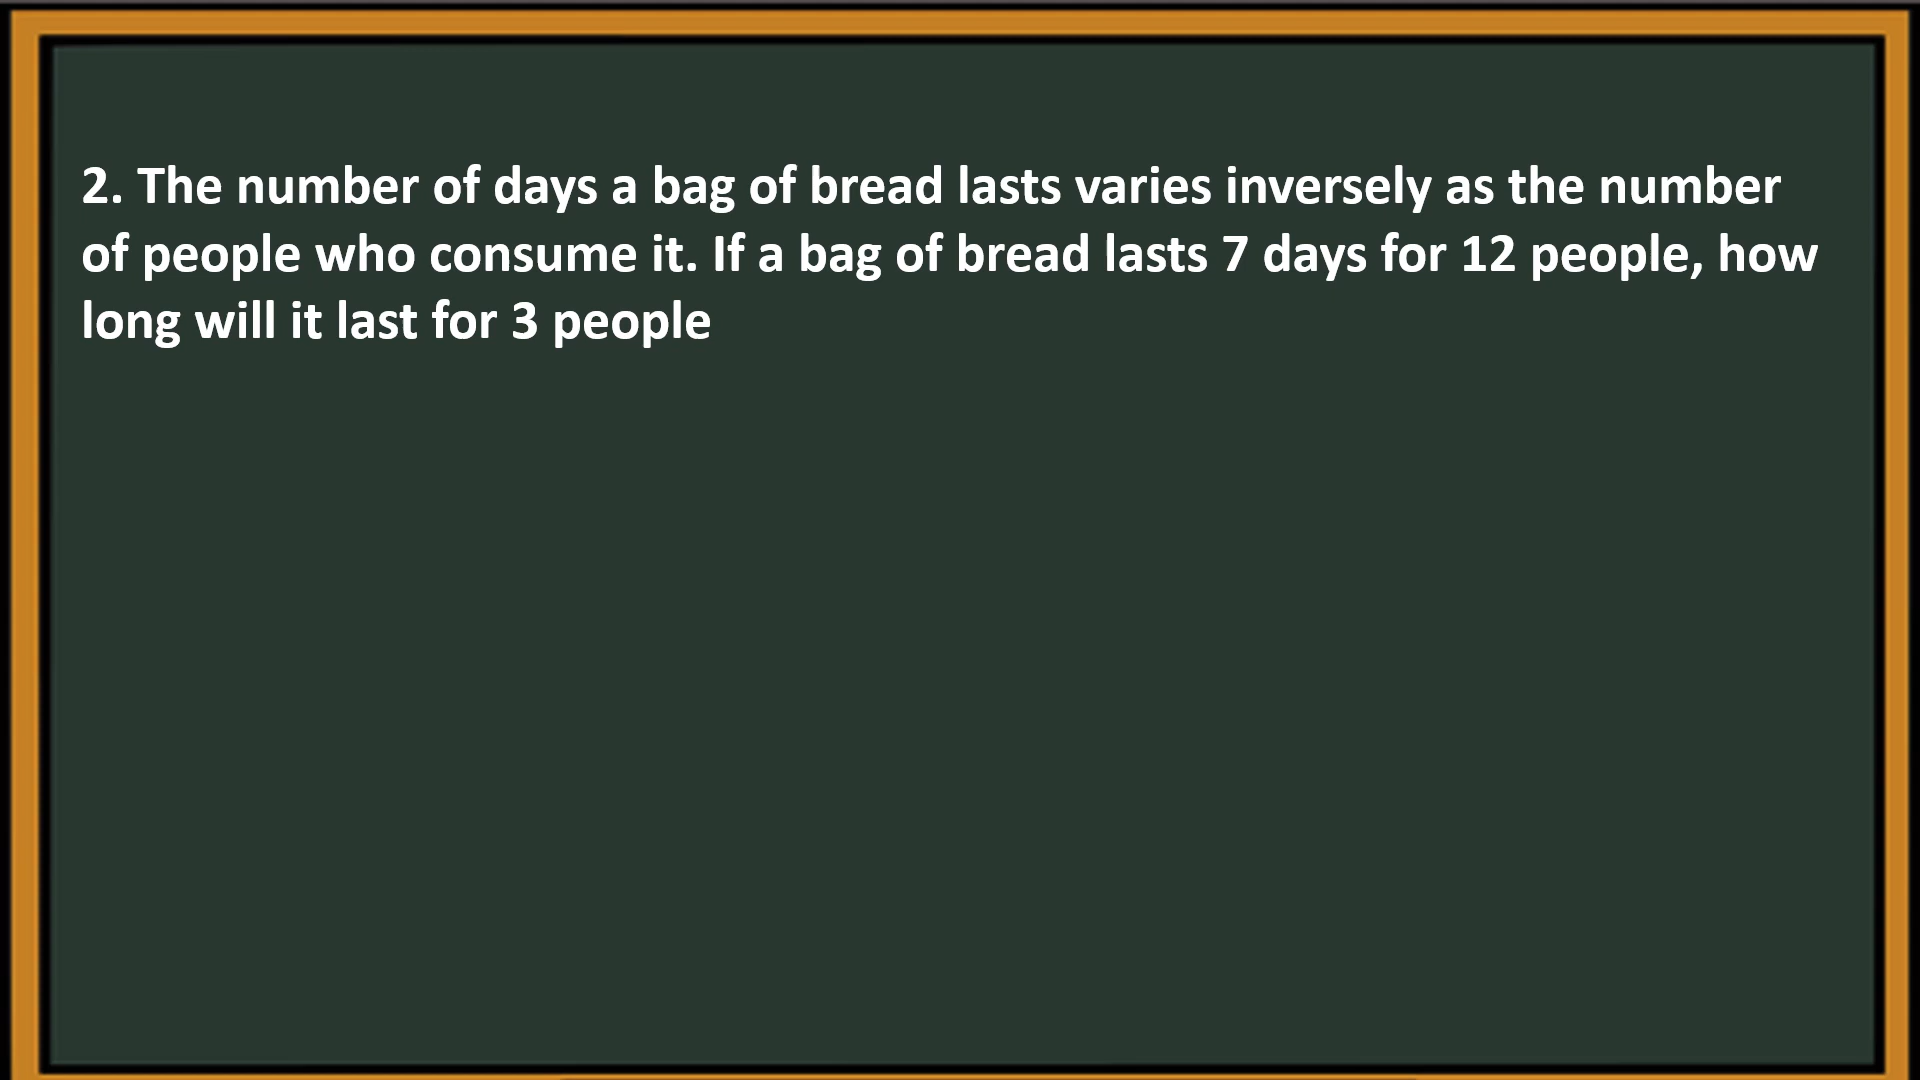 2. The number of days a bag of bread lasts varies inversely as the number
of people who consume it. If a bag of bread lasts 7 days for 12 people, how
long will it last for 3 people